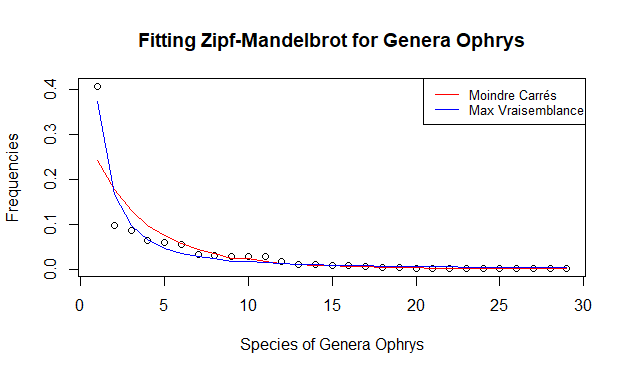 Fitting Zipf-Mandelbrot for Genera Ophrys
Moindre Carrés
Max Vraisemblance
Frequencies
0.4
0.3
0.2
0.1
0.0
0 5 10 15 20 25 30
Species of Genera Ophrys